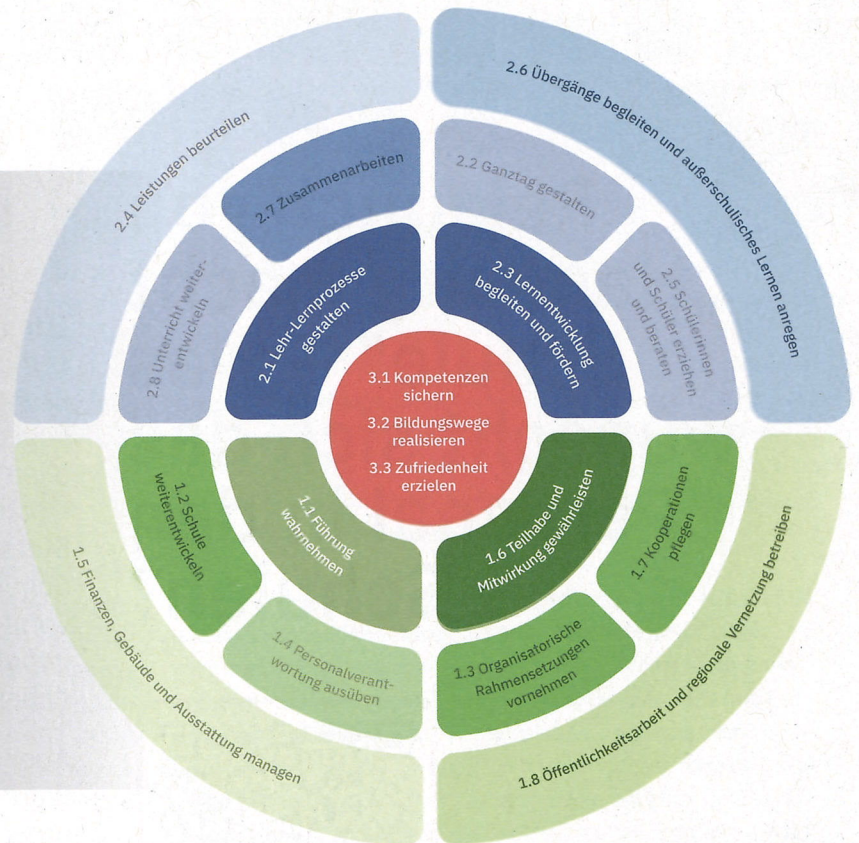 2.4 Leistungen beurteilen
2.6 Übergänge begleiten und außerschulisches Lernen anregen
2.7 Zusammenarbeiten
2.2 Ganztag gestalten
2.8 Unterricht weiter-
entwickeln
2.1 Lehr-Lernprozesse
gestalten
2.3 Lernentwicklung
begleiten und fördern
2.5 Schülerinnen
und Schüler erziehen
und beraten
3.1 Kompetenzen
sichern
3.2 Bildungswege
realisieren
3.3 Zufriedenheit
erzielen
1.2 Schule
weiterentwickeln
1.1 Führung
wahrnehmen
1.6 Teilhabe und
Mitwirkung gewährleisten
1.7 Kooperationen
pflegen
1.5 Finanzen, Gebäude und Ausstattung managen
1.4 Personalverant-
wortung ausüben
1.3 Organisatorische
Rahmensetzungen
vornehmen
1.8 Öffentlichkeitsarbeit und regionale Vernetzung betreiben